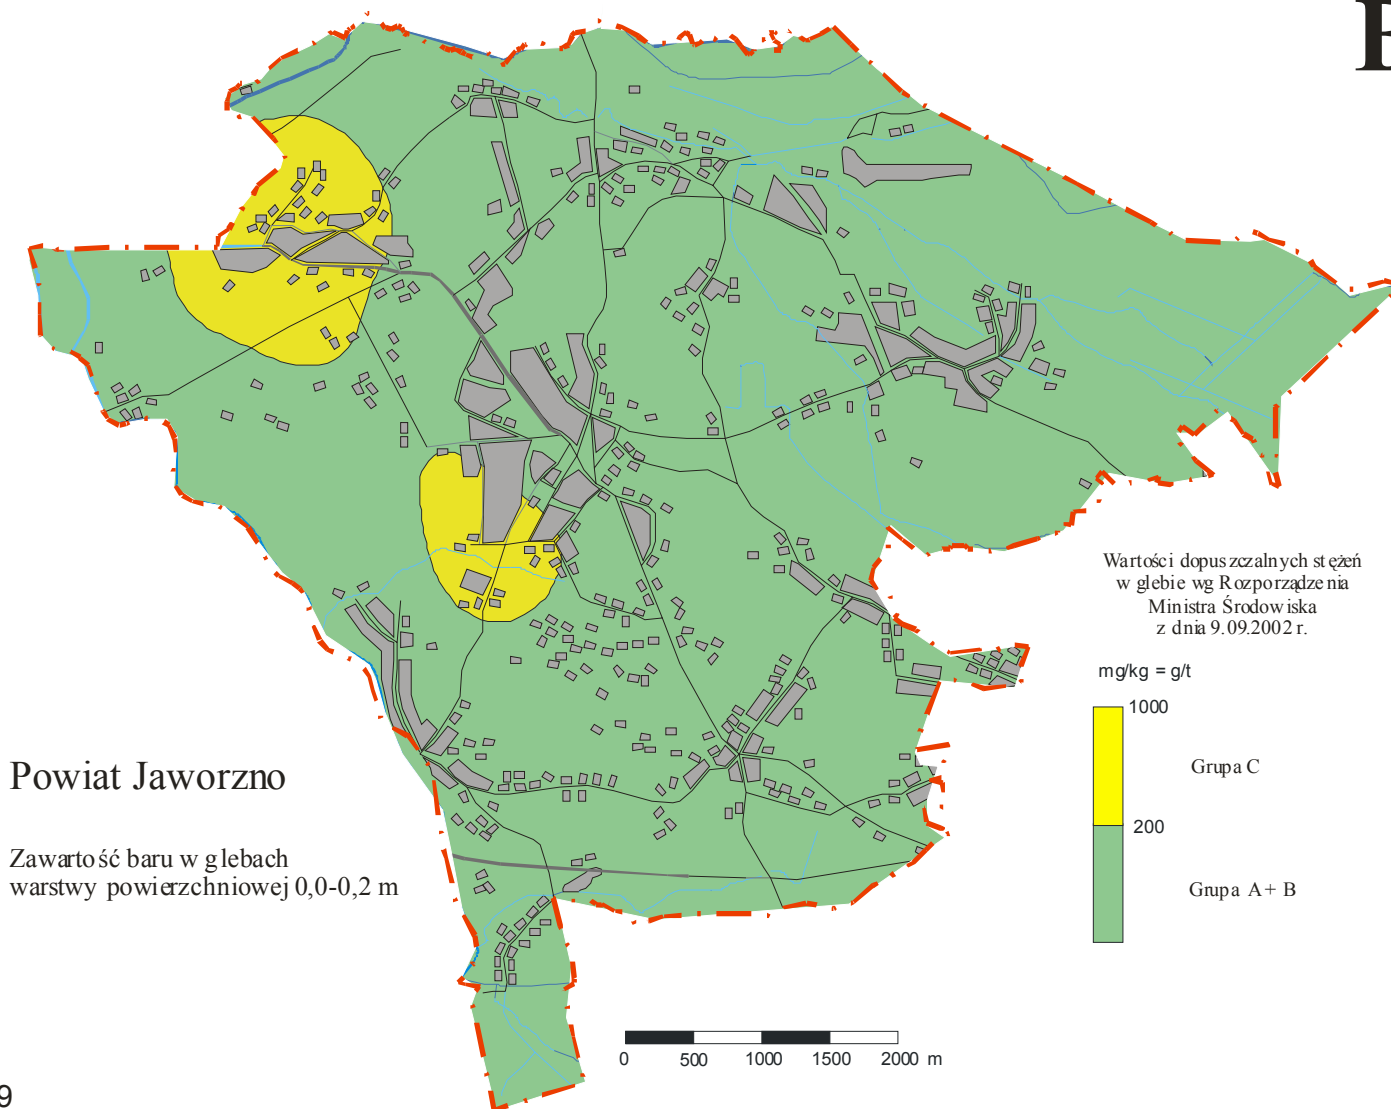 Wartości dopuszczalnych stężeń
w glebie wg Rozporządzenia
Ministra Środowiska
z dnia 9.09.2002 r.
mg/kg = g/t
1000
Grupa C
200
Grupa A + B
Powiat Jaworzno
Zawartość baru w glebach
warstwy powierzchniowej 0,0-0,2 m
0 500 1000 1500 2000 m
9